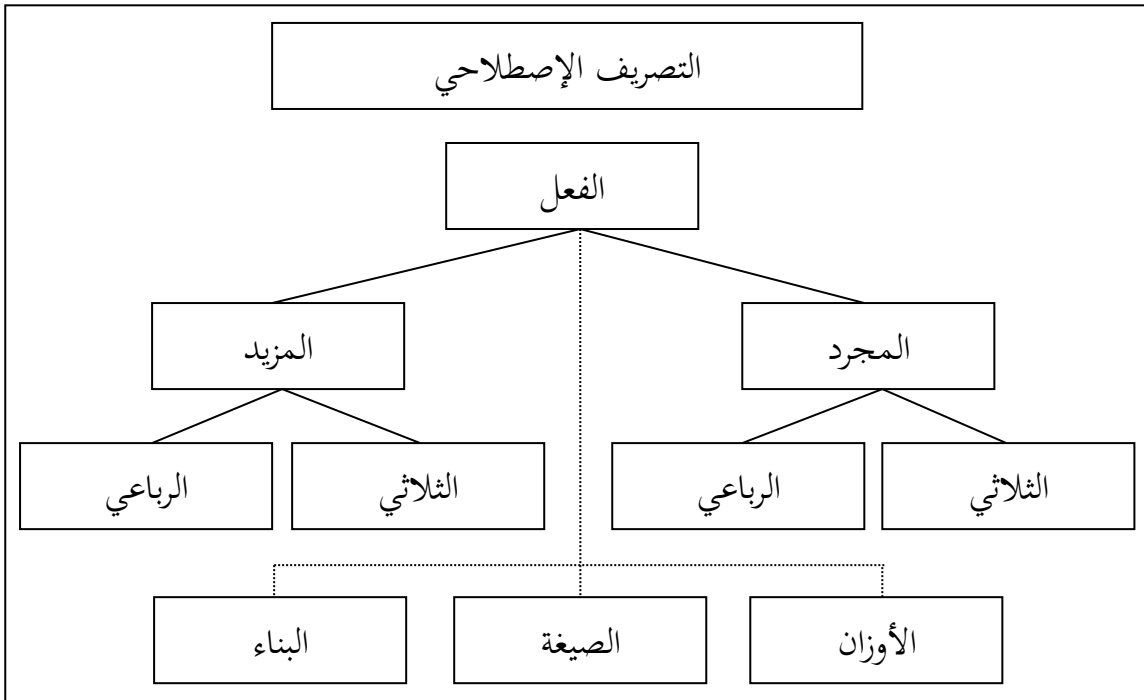 التصريف الإصطلاحي
الفعل
المجرد
المزيد
الثلاثي
الرباعي
الثلاثي
الرباعي
الأوزان
الصيغة
البناء